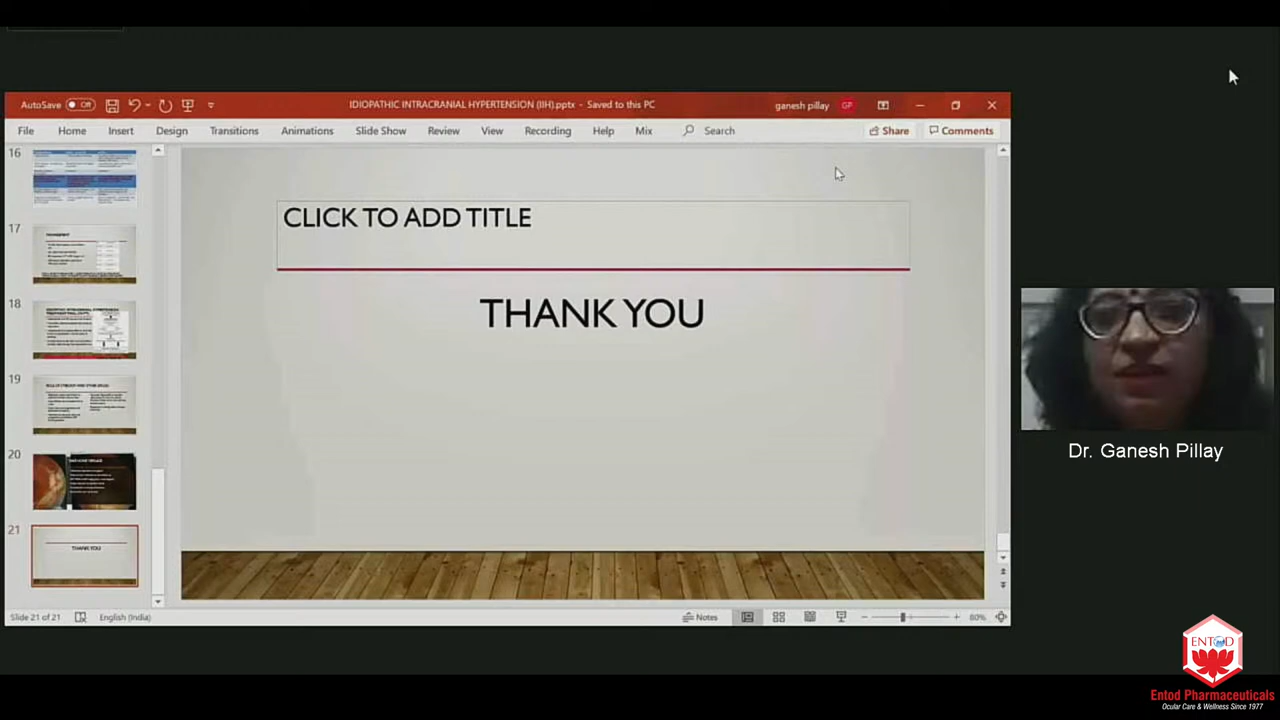 AutoSave Off
IDIOPATHIC INTRACRANIAL HYPERTENSION (IIH).pptx - Saved to this PC
ganesh pillay GP
File Home Insert Design Transitions Animations Slide Show Review View Recording Help Mix Search Share Comments
16
17
18
19
20
21
THANK YOU
CLICK TO ADD TITLE
THANK YOU
Dr. Ganesh Pillay
Slide 21 of 21 English (India) Notes 80%
ENTOD
Entod Pharmaceuticals
Ocular Care & Wellness Since 1977